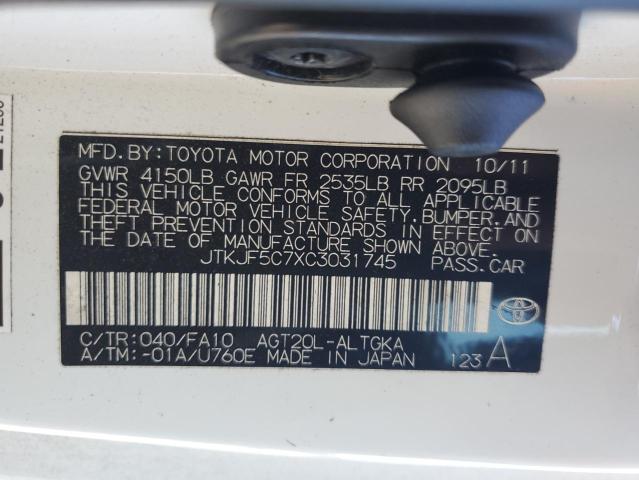 MFD. BY: TOYOTA MOTOR CORPORATION 10/11
GVWR 4150LB GAWR FR 2535LB RR 2095LB
THIS VEHICLE CONFORMS TO ALL APPLICABLE
FEDERAL MOTOR VEHICLE SAFETY, BUMPER, AND
THEFT PREVENTION STANDARDS IN EFFECT ON
THE DATE OF MANUFACTURE SHOWN ABOVE.
JTKJF5C7XC3031745 PASS. CAR
C/TR: 040/FA10 AGT20L-ALTGKA
A/TM: -01A/U760E MADE IN JAPAN 123 A